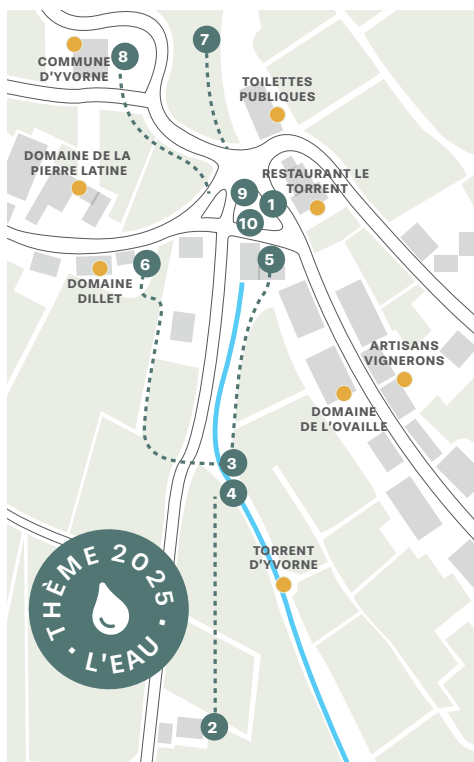 7
8
COMMUNE
D'YVORNE
TOILETTES
PUBLIQUES
DOMAINE DE LA
PIERRE LATINE
RESTAURANT LE
TORRENT
9
1
10
5
6
DOMAINE
DILLET
ARTISANS
VIGNERONS
DOMAINE
DE L'OVAILLE
3
4
TORRENT
D'YVORNE
THÈME 2025
• L'EAU •
2